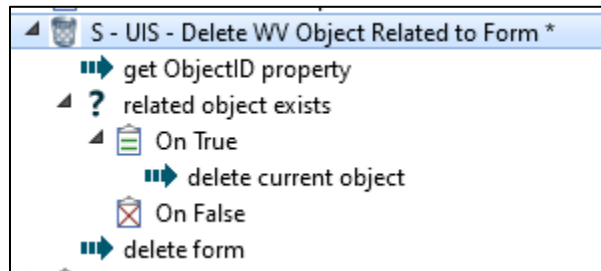 S - UIS - Delete WV Object Related to Form *
get ObjectID property
? related object exists
On True
delete current object
On False
delete form